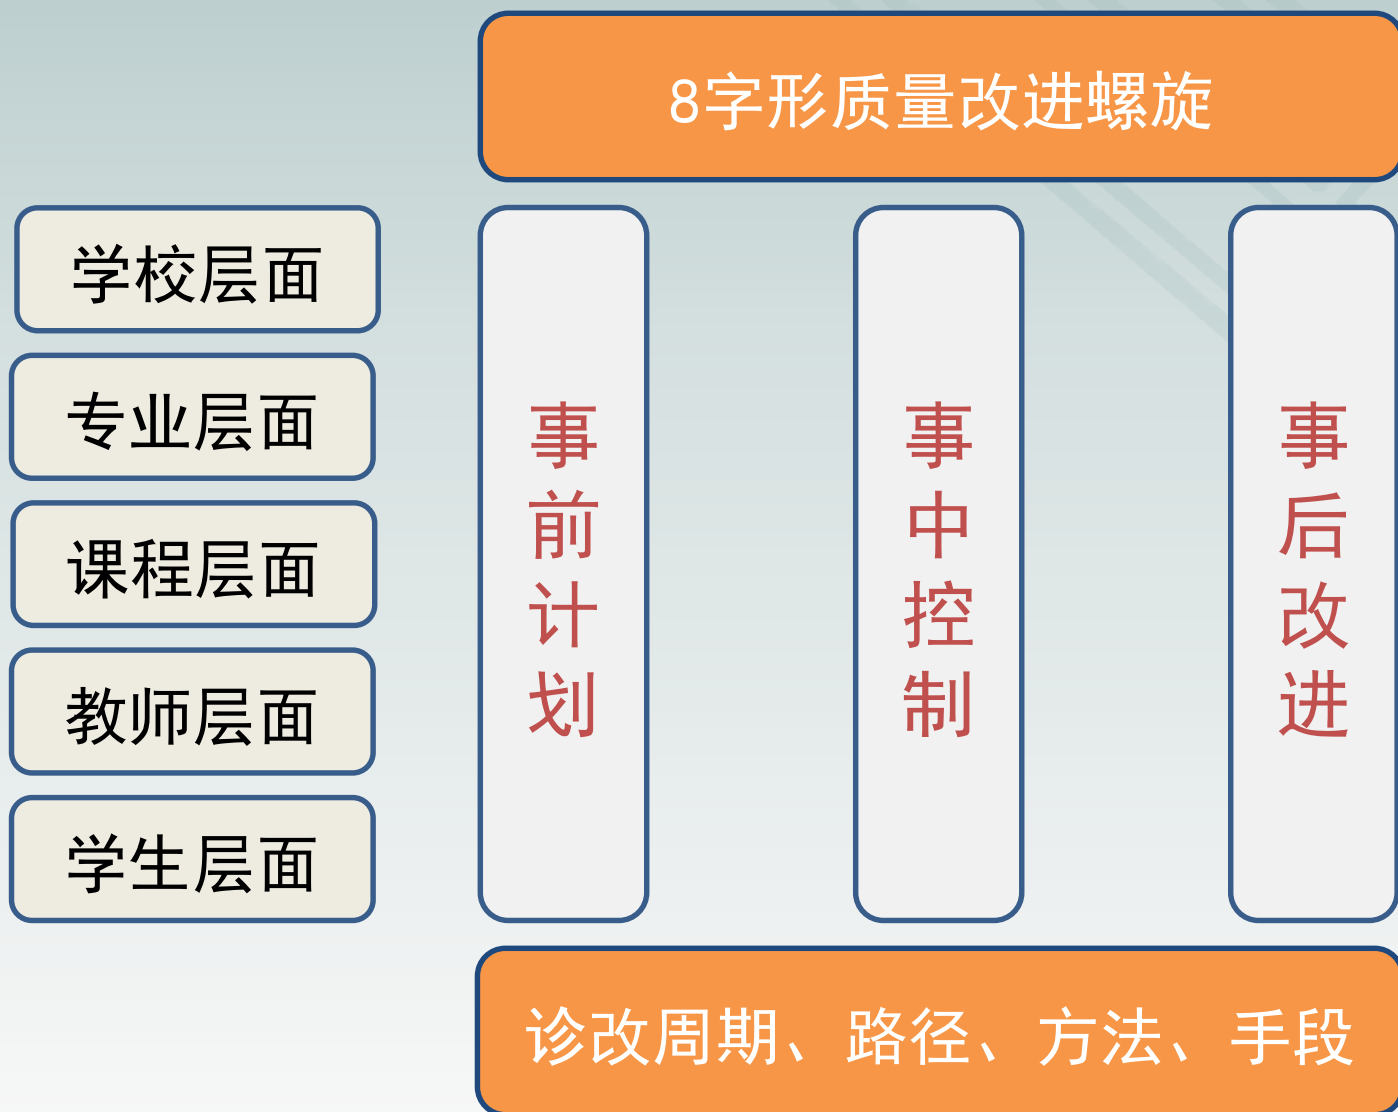 8字形质量改进螺旋
学校层面
专业层面
课程层面
教师层面
学生层面
事前计划
事中控制
事后改进
诊改周期、路径、方法、手段